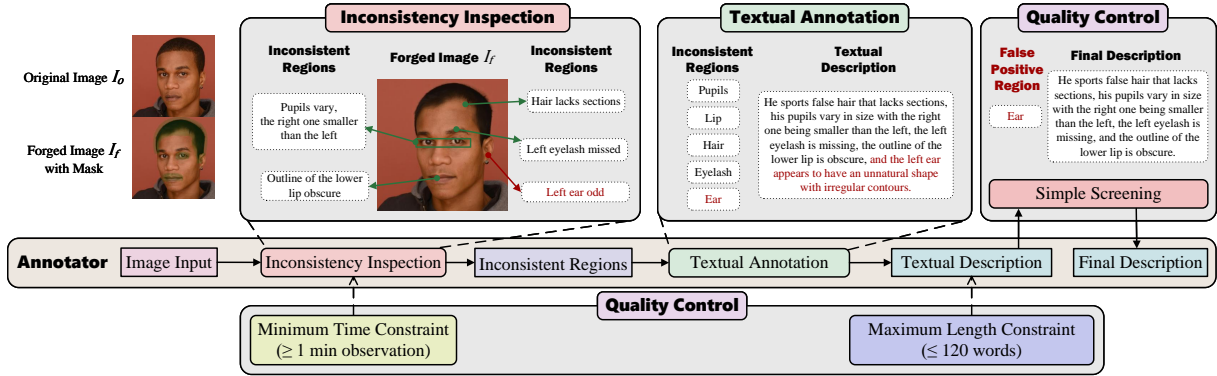 Original Image I_o
Forged Image I_f
with Mask
Inconsistency Inspection
Inconsistent
Regions
Pupils vary,
the right one smaller
than the left
Outline of the lower
lip obscure
Forged Image I_f
Inconsistent
Regions
Hair lacks sections
Left eyelash missed
Left ear odd
Textual Annotation
Inconsistent
Regions
Pupils
Lip
Hair
Eyelash
Ear
Textual
Description
He sports false hair that lacks sections,
his pupils vary in size with the right
one being smaller than the left, the left
eyelash is missing, the outline of the
lower lip is obscure, and the left ear
appears to have an unnatural shape
with irregular contours.
Quality Control
False
Positive
Region
Ear
Final Description
He sports false hair that lacks
sections, his pupils vary in size
with the right one being smaller
than the left, the left eyelash is
missing, and the outline of the
lower lip is obscure.
Simple Screening
Annotator
Image Input
Inconsistency Inspection
Inconsistent Regions
Textual Annotation
Textual Description
Final Description
Quality Control
Minimum Time Constraint
(≥ 1 min observation)
Maximum Length Constraint
(≤ 120 words)